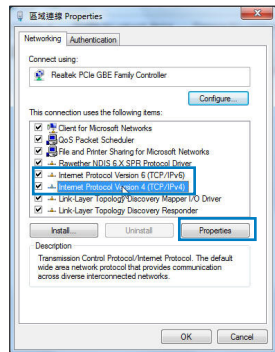 區域連線 Properties
Networking Authentication
Connect using:
Realtek PCIe GBE Family Controller
Configure...
This connection uses the following items:
Client for Microsoft Networks
QoS Packet Scheduler
File and Printer Sharing for Microsoft Networks
Rawether NDIS 6.X SPR Protocol Driver
Internet Protocol Version 6 (TCP/IPv6)
Internet Protocol Version 4 (TCP/IPv4)
Link-Layer Topology Discovery Mapper I/O Driver
Link-Layer Topology Discovery Responder
Install... Uninstall Properties
Description
Transmission Control Protocol/Internet Protocol. The default
wide area network protocol that provides communication
across diverse interconnected networks.
OK Cancel